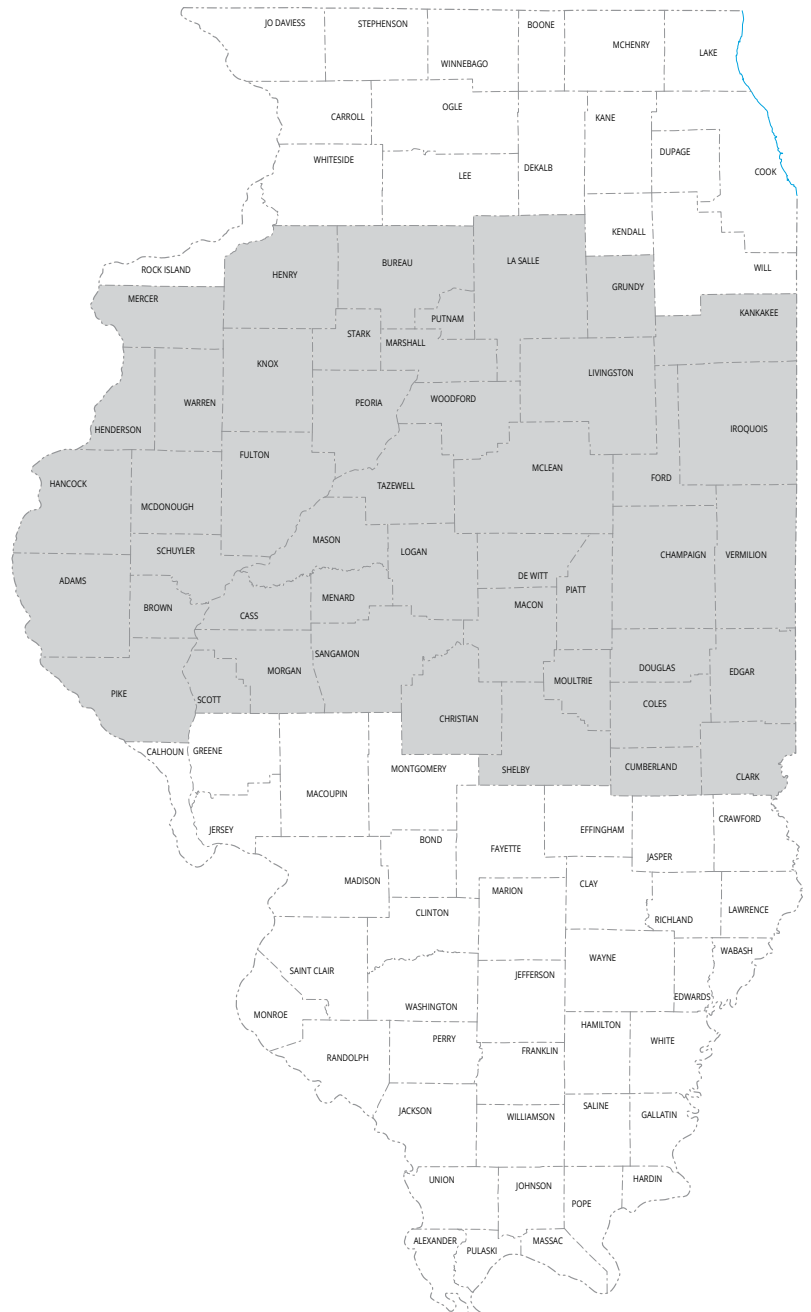 JO DAVIESS
STEPHENSON
BOONE
WINNEBAGO
MCHENRY
LAKE
CARROLL
OGLE
KANE
WHITESIDE
LEE
DEKALB
DUPAGE
COOK
KENDALL
ROCK ISLAND
HENRY
BUREAU
LA SALLE
WILL
GRUNDY
MERCER
PUTNAM
KANKAKEE
STARK
MARSHALL
KNOX
LIVINGSTON
WARREN
PEORIA
WOODFORD
HENDERSON
IROQUOIS
FULTON
HANCOCK
TAZEWELL
MCLEAN
FORD
MCDONOUGH
MASON
SCHUYLER
LOGAN
CHAMPAIGN
VERMILION
ADAMS
DE WITT
PIATT
BROWN
CASS
MENARD
MACON
SANGAMON
MORGAN
DOUGLAS
EDGAR
PIKE
SCOTT
MOULTRIE
COLES
CHRISTIAN
CALHOUN
GREENE
MONTGOMERY
SHELBY
CUMBERLAND
CLARK
MACOUPIN
JERSEY
BOND
FAYETTE
EFFINGHAM
CRAWFORD
JASPER
MADISON
MARION
CLAY
CLINTON
RICHLAND
LAWRENCE
SAINT CLAIR
JEFFERSON
WAYNE
WABASH
EDWARDS
MONROE
WASHINGTON
HAMILTON
PERRY
WHITE
RANDOLPH
FRANKLIN
JACKSON
WILLIAMSON
SALINE
GALLATIN
UNION
JOHNSON
HARDIN
POPE
ALEXANDER
PULASKI
MASSAC